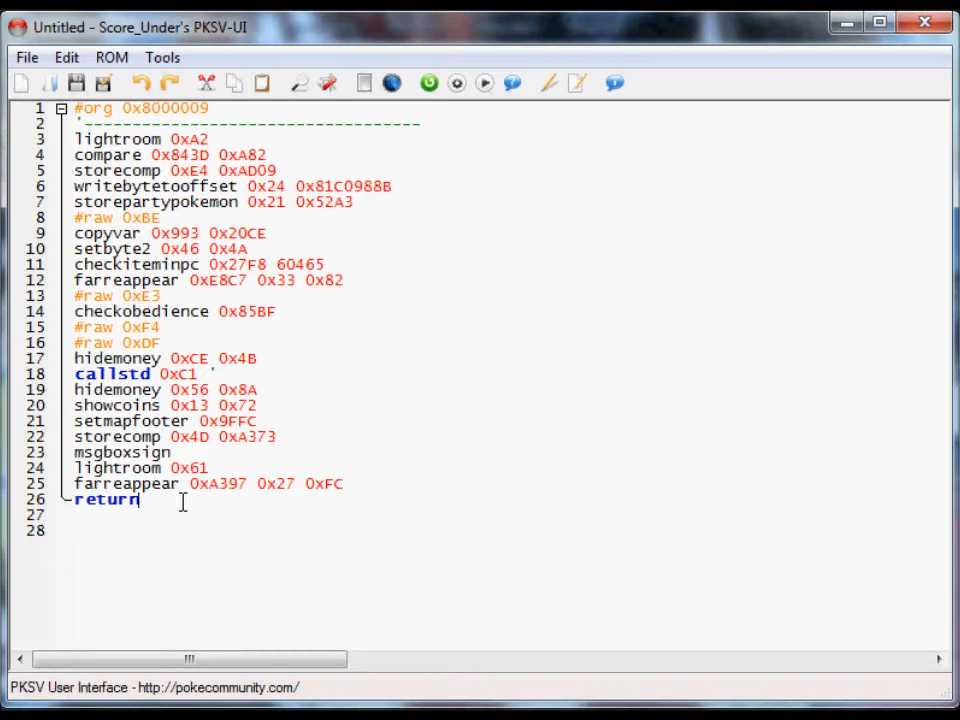 Untitled - Score_Under's PKSV-UI
File Edit ROM Tools
1 #org 0x8000009
2 '-----------------------------------
3 lightroom 0xA2
4 compare 0x843D 0xA82
5 storecomp 0xE4 0xAD09
6 writebytetooffset 0x24 0x81C0988B
7 storepartypokemon 0x21 0x52A3
8 #raw 0xBE
9 copyvar 0x993 0x20CE
10 setbyte2 0x46 0x4A
11 checkiteminpc 0x27F8 60465
12 farreappear 0xE8C7 0x33 0x82
13 #raw 0xE3
14 checkobedience 0x85BF
15 #raw 0xF4
16 #raw 0xDF
17 hidemoney 0xCE 0x4B
18 callstd 0xC1 '
19 hidemoney 0x56 0x8A
20 showcoins 0x13 0x72
21 setmapfooter 0x9FFC
22 storecomp 0x4D 0xA373
23 msgboxsign
24 lightroom 0x61
25 farreappear 0xA397 0x27 0xFC
26 return
27
28
PKSV User Interface - http://pokecommunity.com/